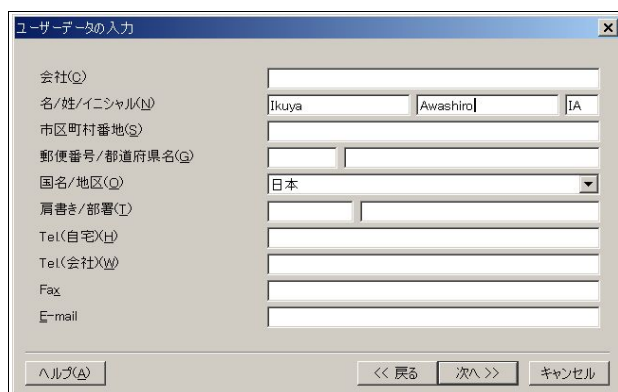 ユーザーデータの入力
会社(C)
名/姓/イニシャル(N) Ikuya Awashiro IA
市区町村番地(S)
郵便番号/都道府県名(G)
国名/地区(O) 日本
肩書き/部署(T)
Tel(自宅)(H)
Tel(会社)(W)
Fax
E-mail
ヘルプ(A) << 戻る 次へ >> キャンセル